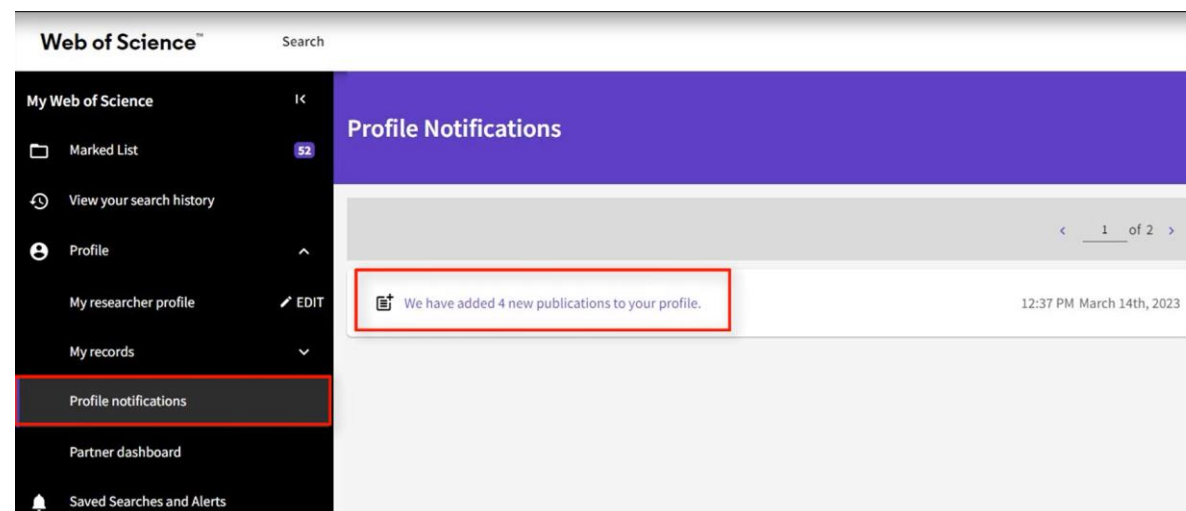 Web of Science™
Search
My Web of Science
Marked List
52
View your search history
Profile
My researcher profile
EDIT
My records
Profile notifications
Partner dashboard
Saved Searches and Alerts
Profile Notifications
1 of 2
We have added 4 new publications to your profile.
12:37 PM March 14th, 2023